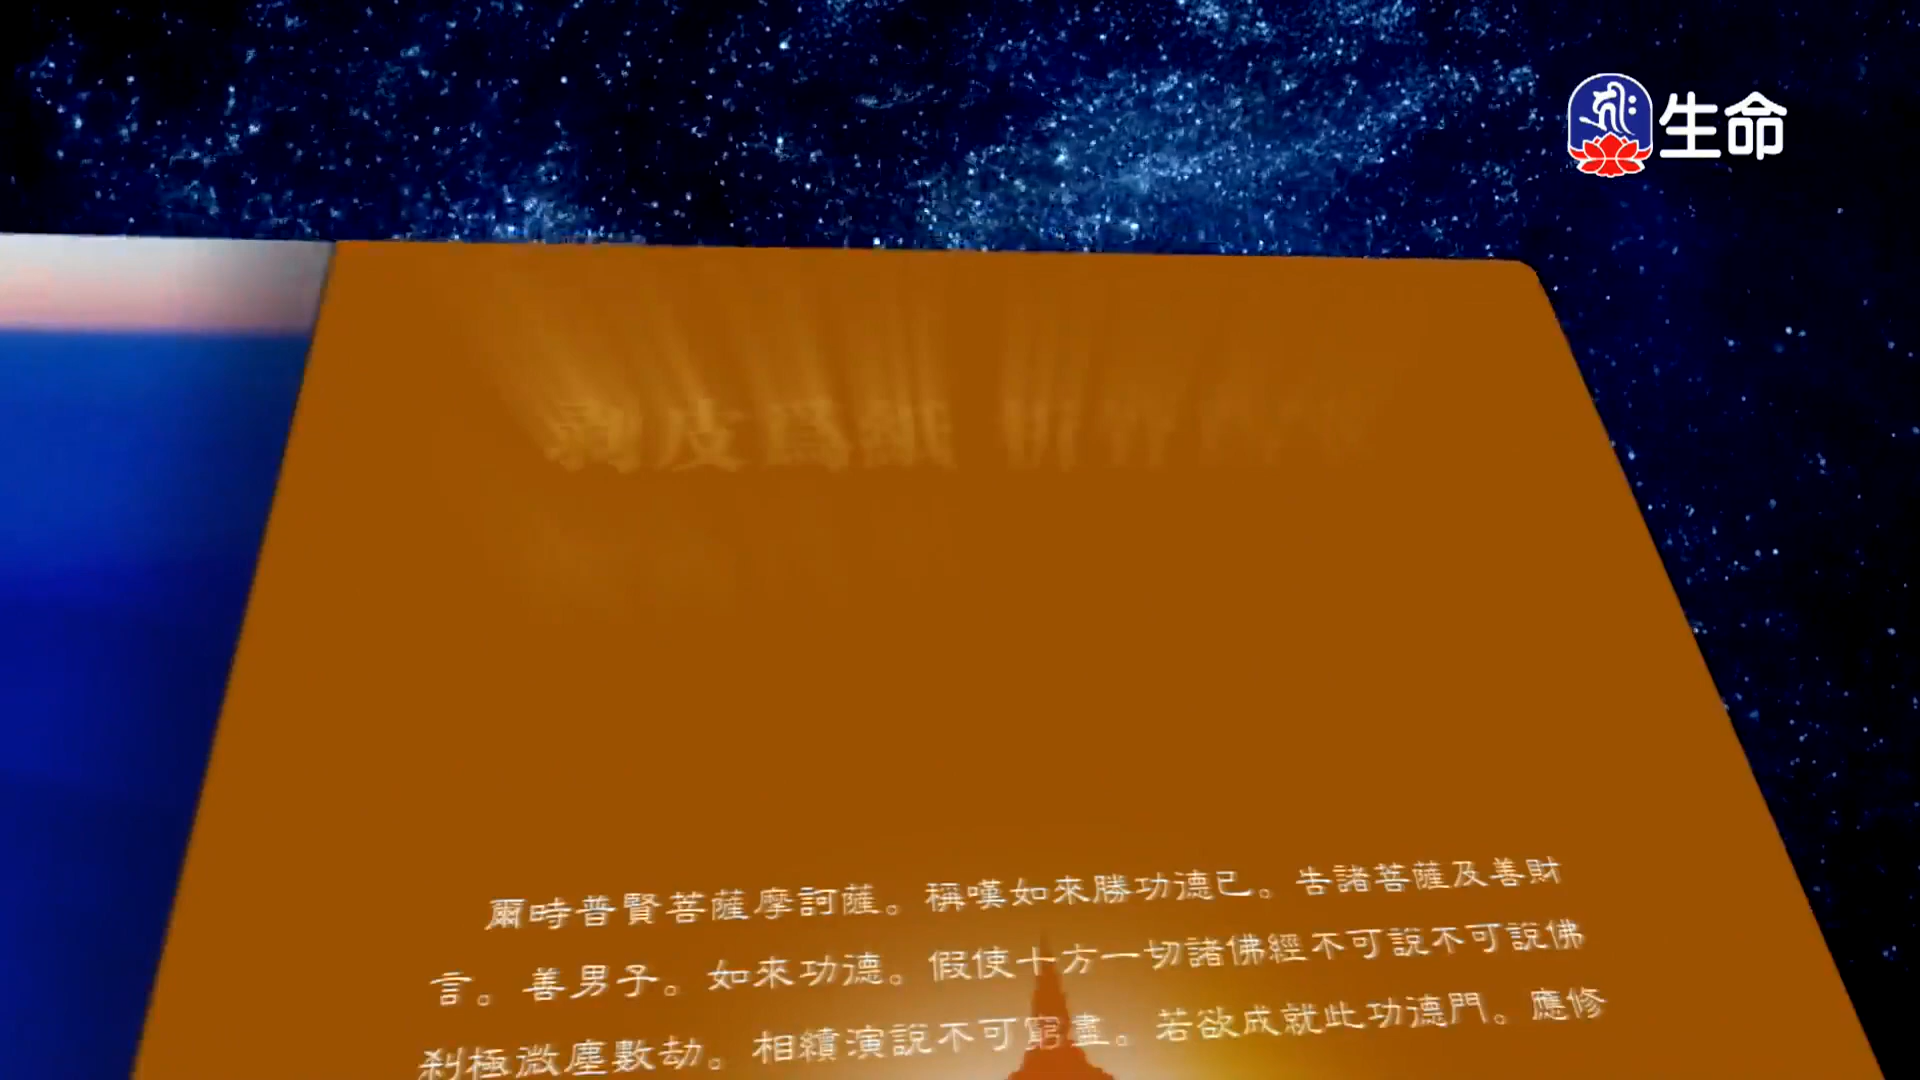 生命
剥皮爲紙 折
爾時普賢菩薩摩訶薩。稱嘆如來勝功德已。告諸菩薩及善財
言。善男子。如來功德。假使十方一切諸佛經不可說不可說佛
剎極微塵數劫。相續演說不可窮盡。若欲成就此功德門。應修